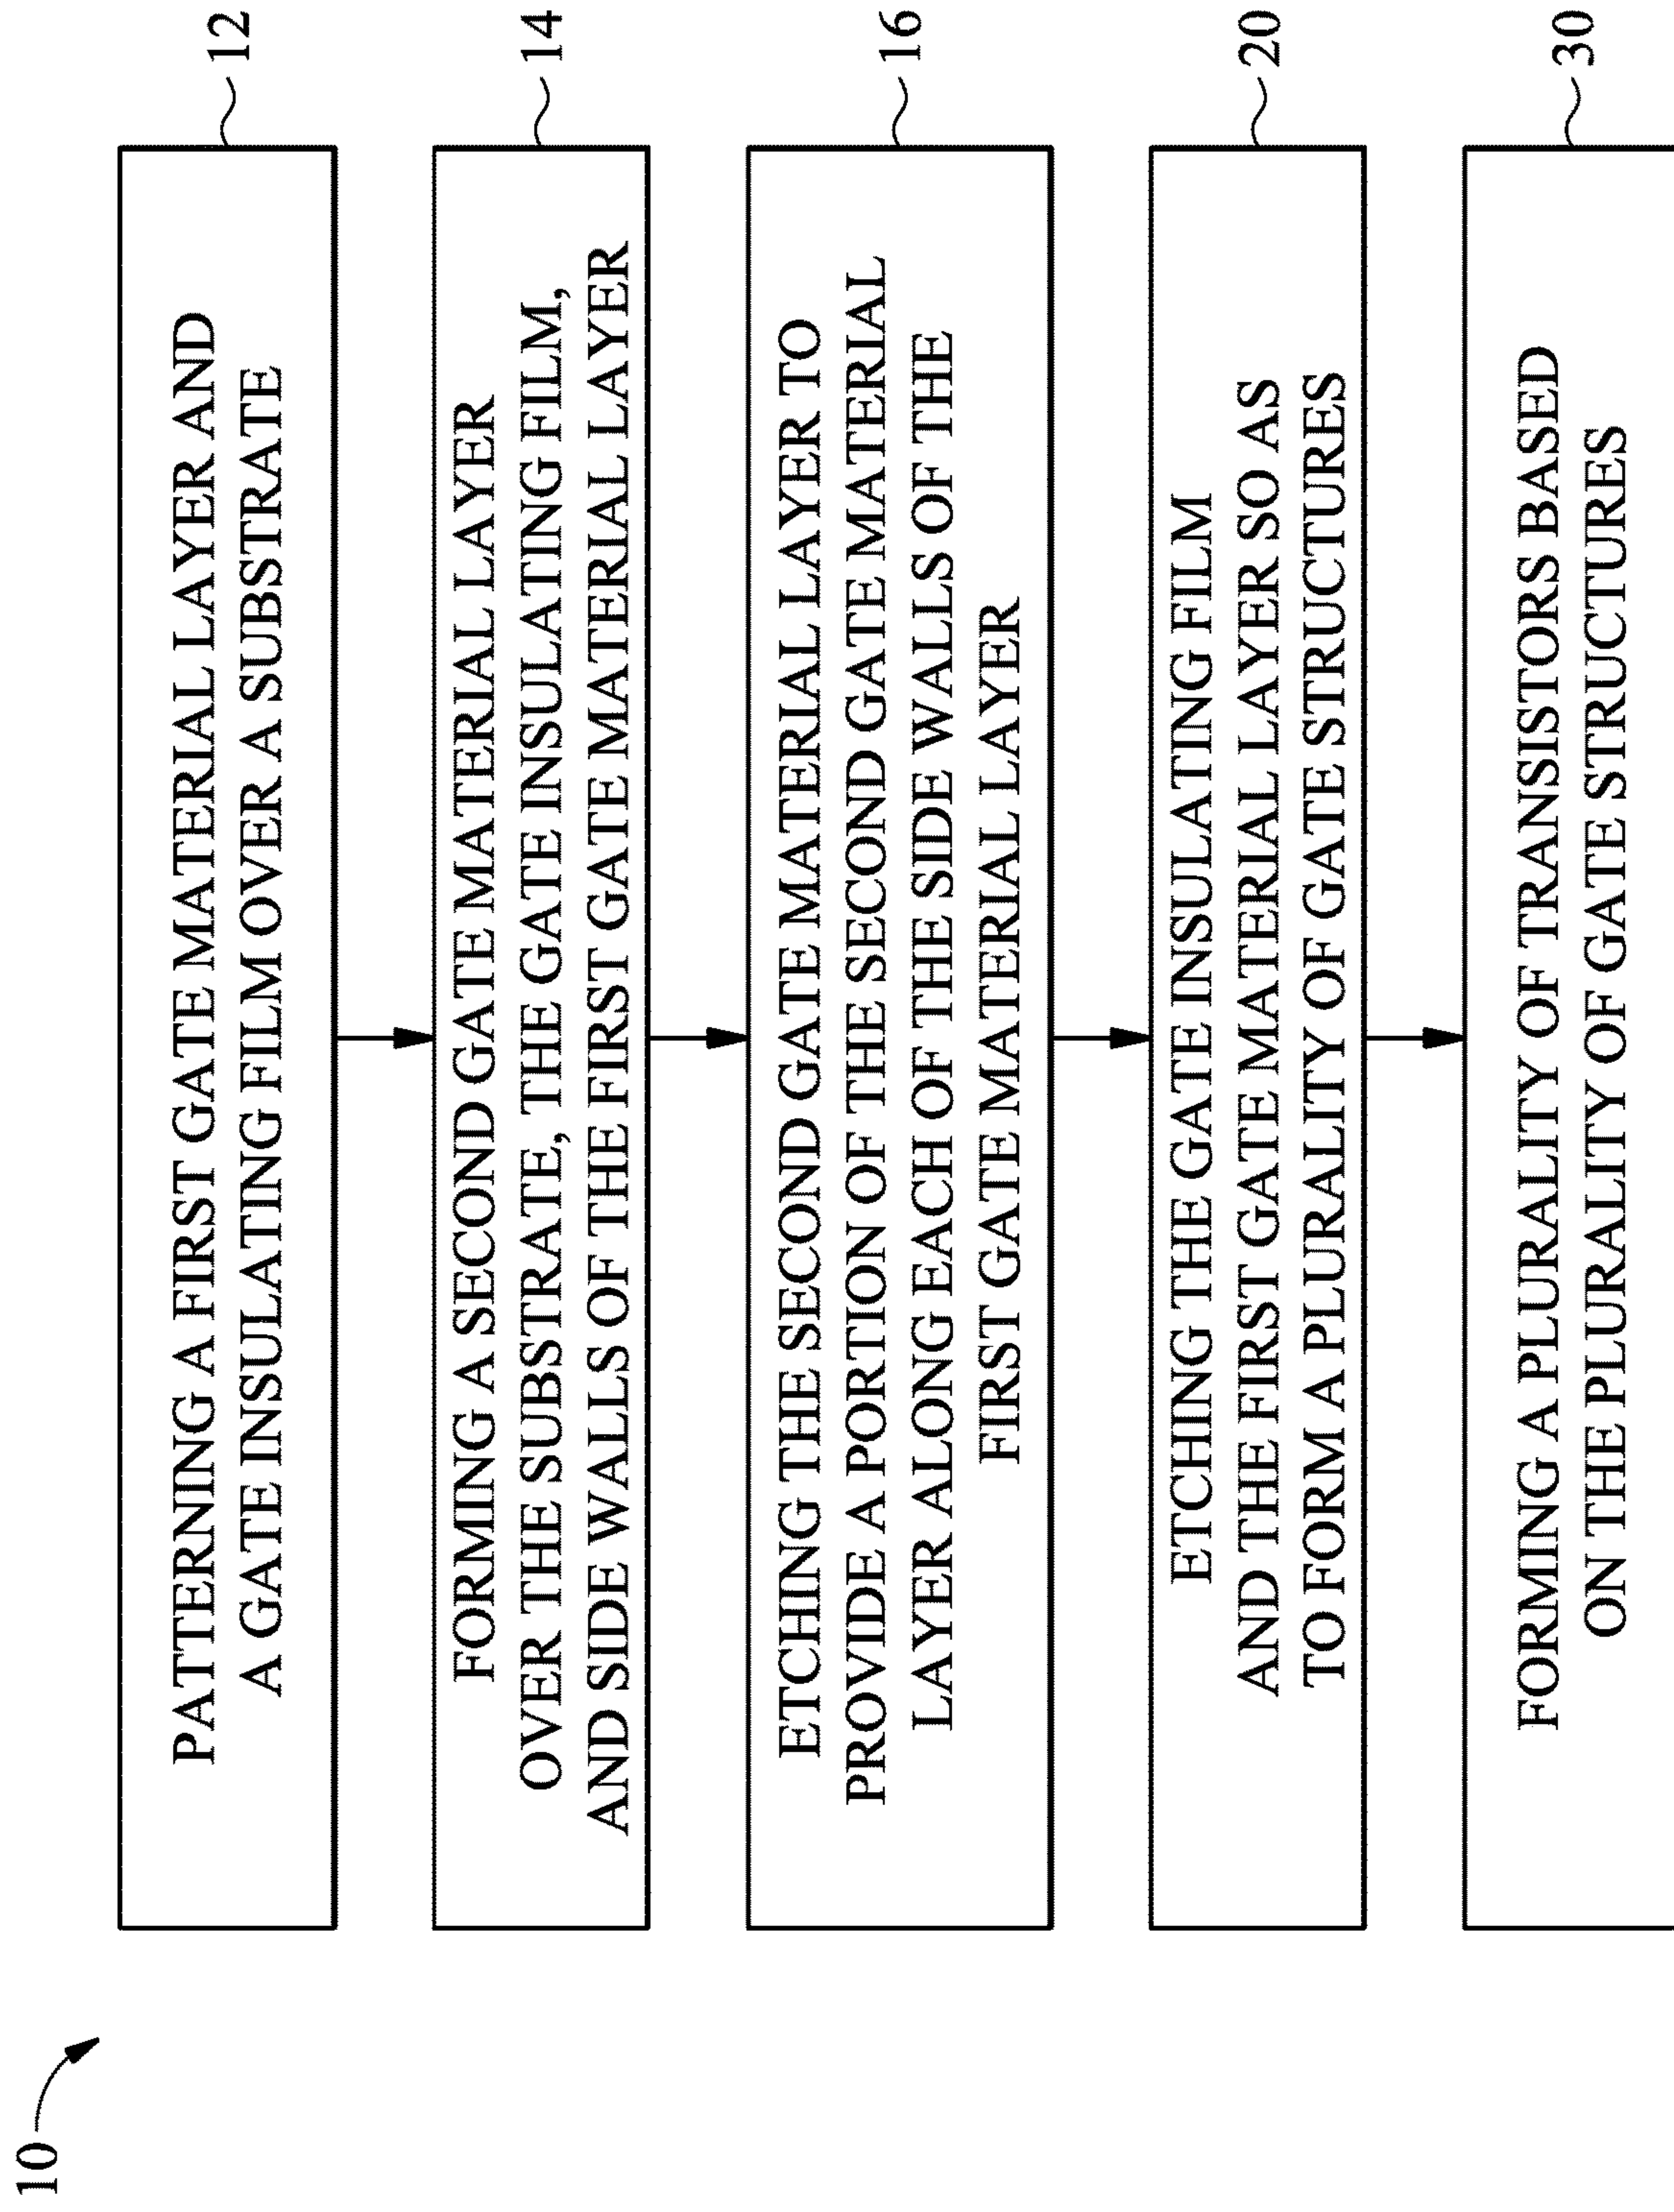 10
PATTERNING A FIRST GATE MATERIAL LAYER AND
A GATE INSULATING FILM OVER A SUBSTRATE
12
FORMING A SECOND GATE MATERIAL LAYER
OVER THE SUBSTRATE, THE GATE INSULATING FILM,
AND SIDE WALLS OF THE FIRST GATE MATERIAL LAYER
14
ETCHING THE SECOND GATE MATERIAL LAYER TO
PROVIDE A PORTION OF THE SECOND GATE MATERIAL
LAYER ALONG EACH OF THE SIDE WALLS OF THE
FIRST GATE MATERIAL LAYER
16
ETCHING THE GATE INSULATING FILM
AND THE FIRST GATE MATERIAL LAYER SO AS
TO FORM A PLURALITY OF GATE STRUCTURES
20
FORMING A PLURALITY OF TRANSISTORS BASED
ON THE PLURALITY OF GATE STRUCTURES
30